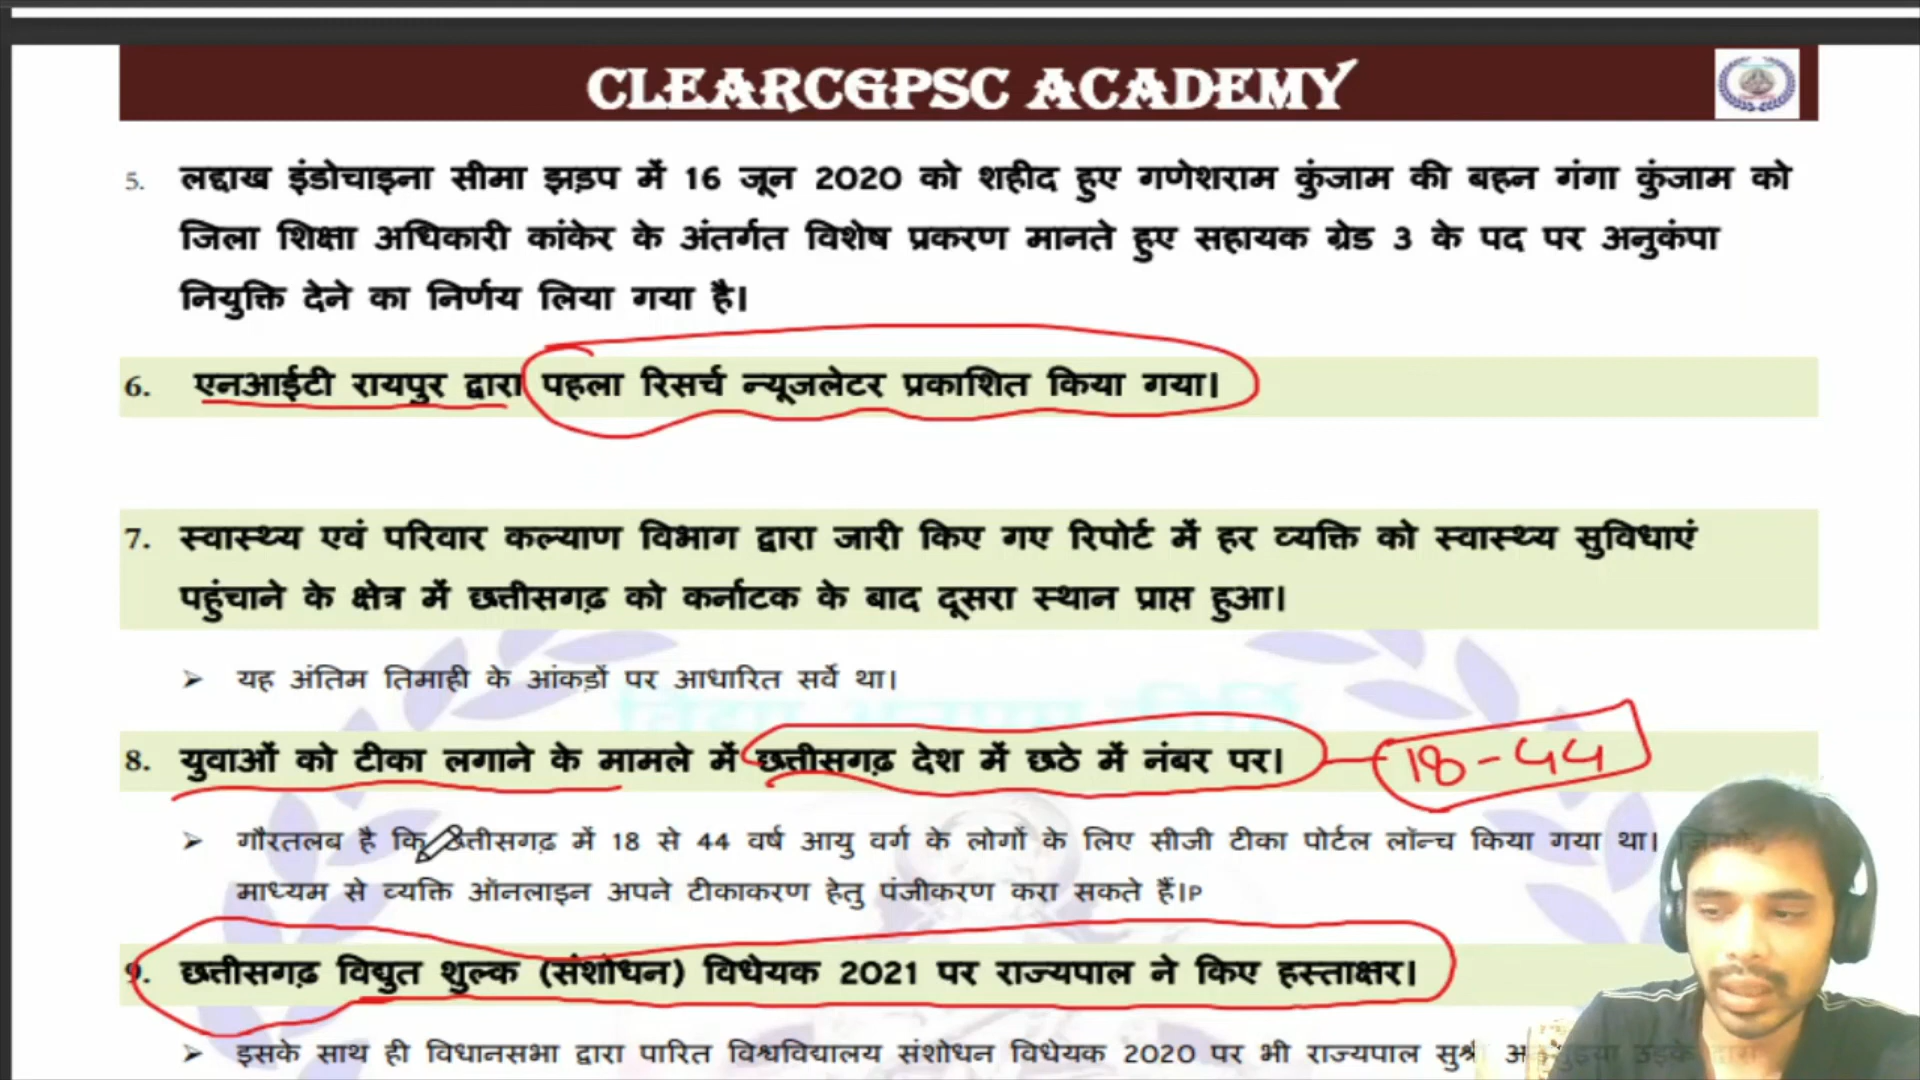 CLEARCGPSC ACADEMY
5. लद्दाख इंडोचाइना सीमा झड़प में 16 जून 2020 को शहीद हुए गणेशराम कुंजाम की बहन गंगा कुंजाम को
जिला शिक्षा अधिकारी कांकेर के अंतर्गत विशेष प्रकरण मानते हुए सहायक ग्रेड 3 के पद पर अनुकंपा
नियुक्ति देने का निर्णय लिया गया है।
6. एनआईटी रायपुर द्वारा पहला रिसर्च न्यूजलेटर प्रकाशित किया गया।
7. स्वास्थ्य एवं परिवार कल्याण विभाग द्वारा जारी किए गए रिपोर्ट में हर व्यक्ति को स्वास्थ्य सुविधाएं
पहुंचाने के क्षेत्र में छत्तीसगढ़ को कर्नाटक के बाद दूसरा स्थान प्राप्त हुआ।
➢ यह अंतिम तिमाही के आंकड़ों पर आधारित सर्वे था।
8. युवाओं को टीका लगाने के मामले में छत्तीसगढ़ देश में छठे में नंबर पर। 18-44
➢ गौरतलब है कि छत्तीसगढ़ में 18 से 44 वर्ष आयु वर्ग के लोगों के लिए सीजी टीका पोर्टल लॉन्च किया गया था। जिसके
माध्यम से व्यक्ति ऑनलाइन अपने टीकाकरण हेतु पंजीकरण करा सकते हैं।P
9. छत्तीसगढ़ विद्युत शुल्क (संशोधन) विधेयक 2021 पर राज्यपाल ने किए हस्ताक्षर।
➢ इसके साथ ही विधानसभा द्वारा पारित विश्वविद्यालय संशोधन विधेयक 2020 पर भी राज्यपाल सुश्री